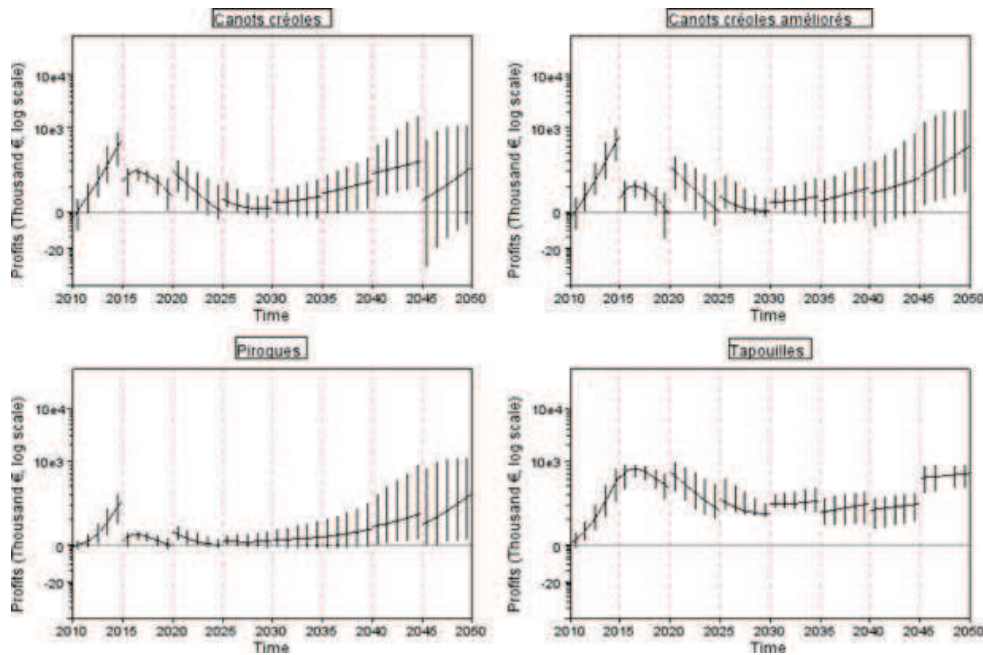 Canots créoles
Profits (Thousand €, log scale)
10e4
10e3
0
-20
2010 2015 2020 2025 2030 2035 2040 2045 2050
Time
Canots créoles améliorés
Profits (Thousand €, log scale)
10e4
10e3
0
-20
2010 2015 2020 2025 2030 2035 2040 2045 2050
Time
Pirogues
Profits (Thousand €, log scale)
10e4
10e3
0
-20
2010 2015 2020 2025 2030 2035 2040 2045 2050
Time
Tapouilles
Profits (Thousand €, log scale)
10e4
10e3
0
-20
2010 2015 2020 2025 2030 2035 2040 2045 2050
Time